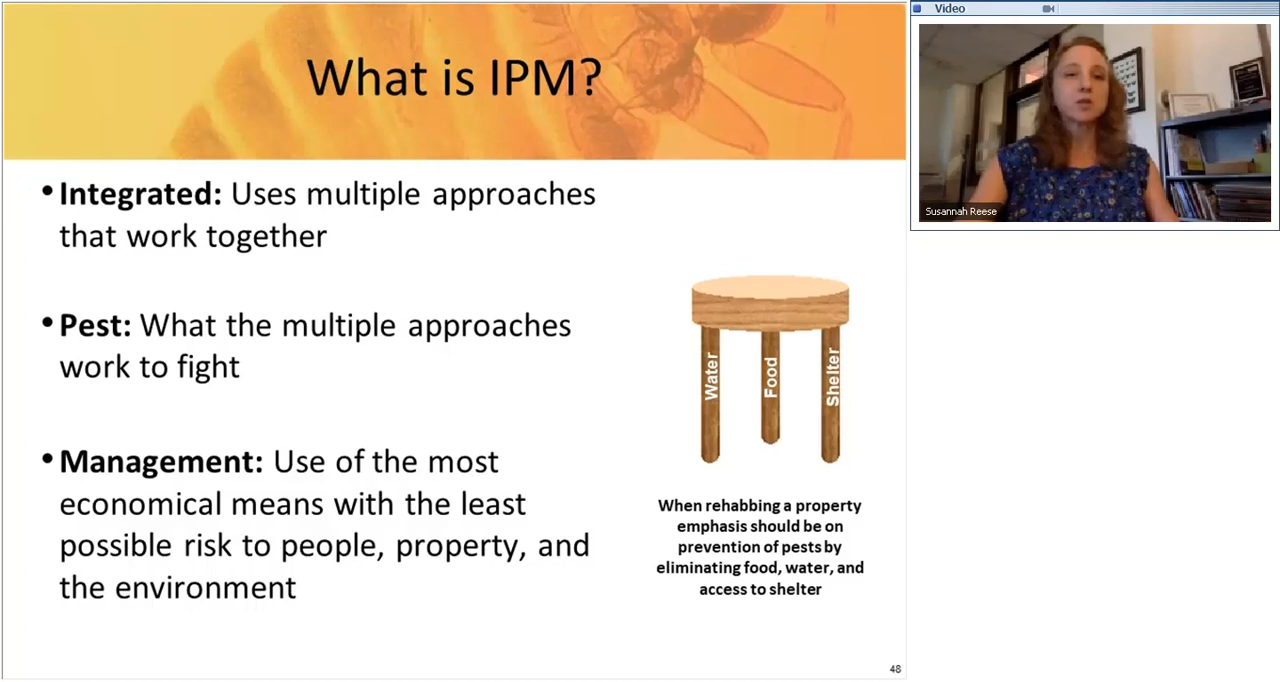 What is IPM?
• Integrated: Uses multiple approaches
that work together
• Pest: What the multiple approaches
work to fight
• Management: Use of the most
economical means with the least
possible risk to people, property, and
the environment
Water
Food
Shelter
When rehabbing a property
emphasis should be on
prevention of pests by
eliminating food, water, and
access to shelter
48
Video
Susannah Reese